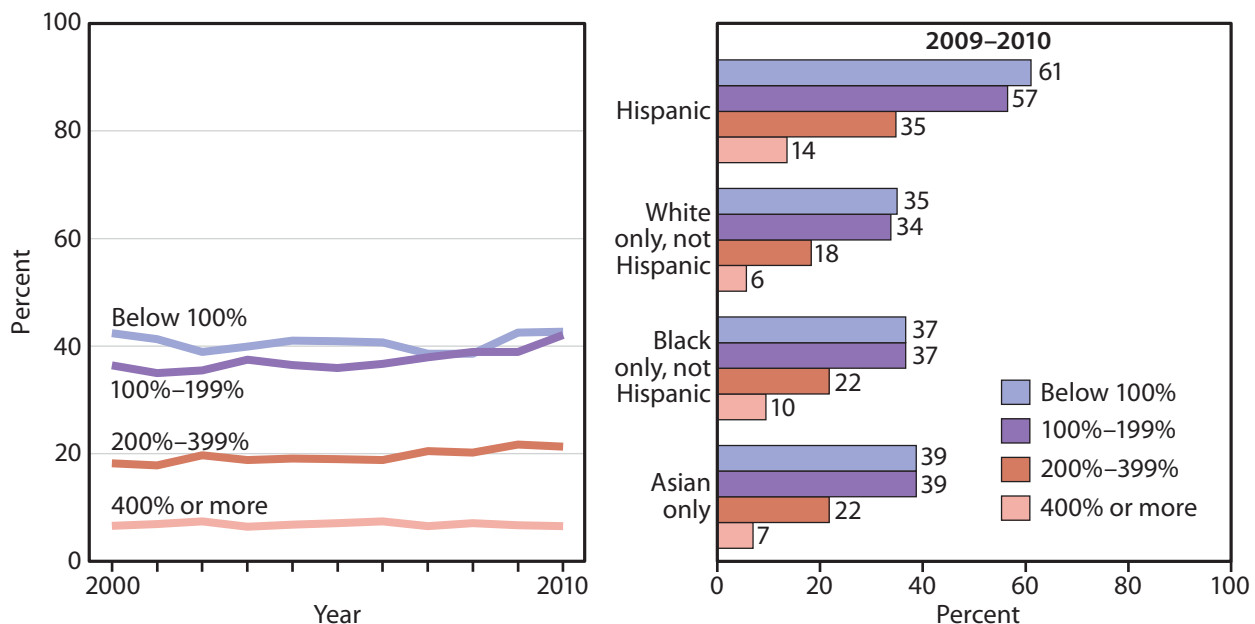 100
80
60
40
20
0
Percent
Below 100%
100%–199%
200%–399%
400% or more
2000
2010
Year
2009–2010
Hispanic
61
57
35
14
White
only, not
Hispanic
35
34
18
6
Black
only, not
Hispanic
37
37
22
10
Asian
only
39
39
22
7
Below 100%
100%–199%
200%–399%
400% or more
0
20
40
60
80
100
Percent